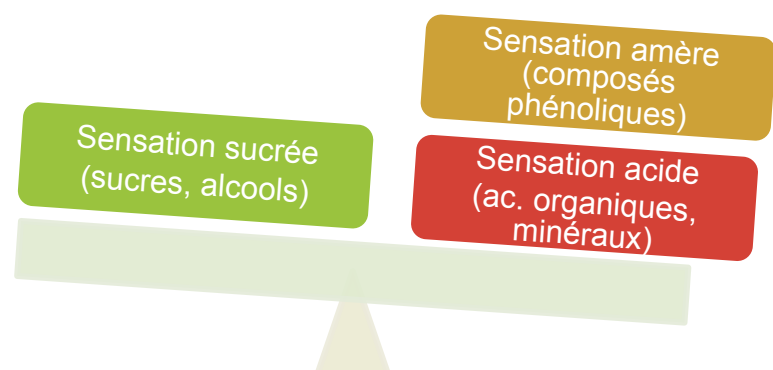 Sensation amère
(composés
phénoliques)
Sensation sucrée
(sucres, alcools)
Sensation acide
(ac. organiques,
minéraux)